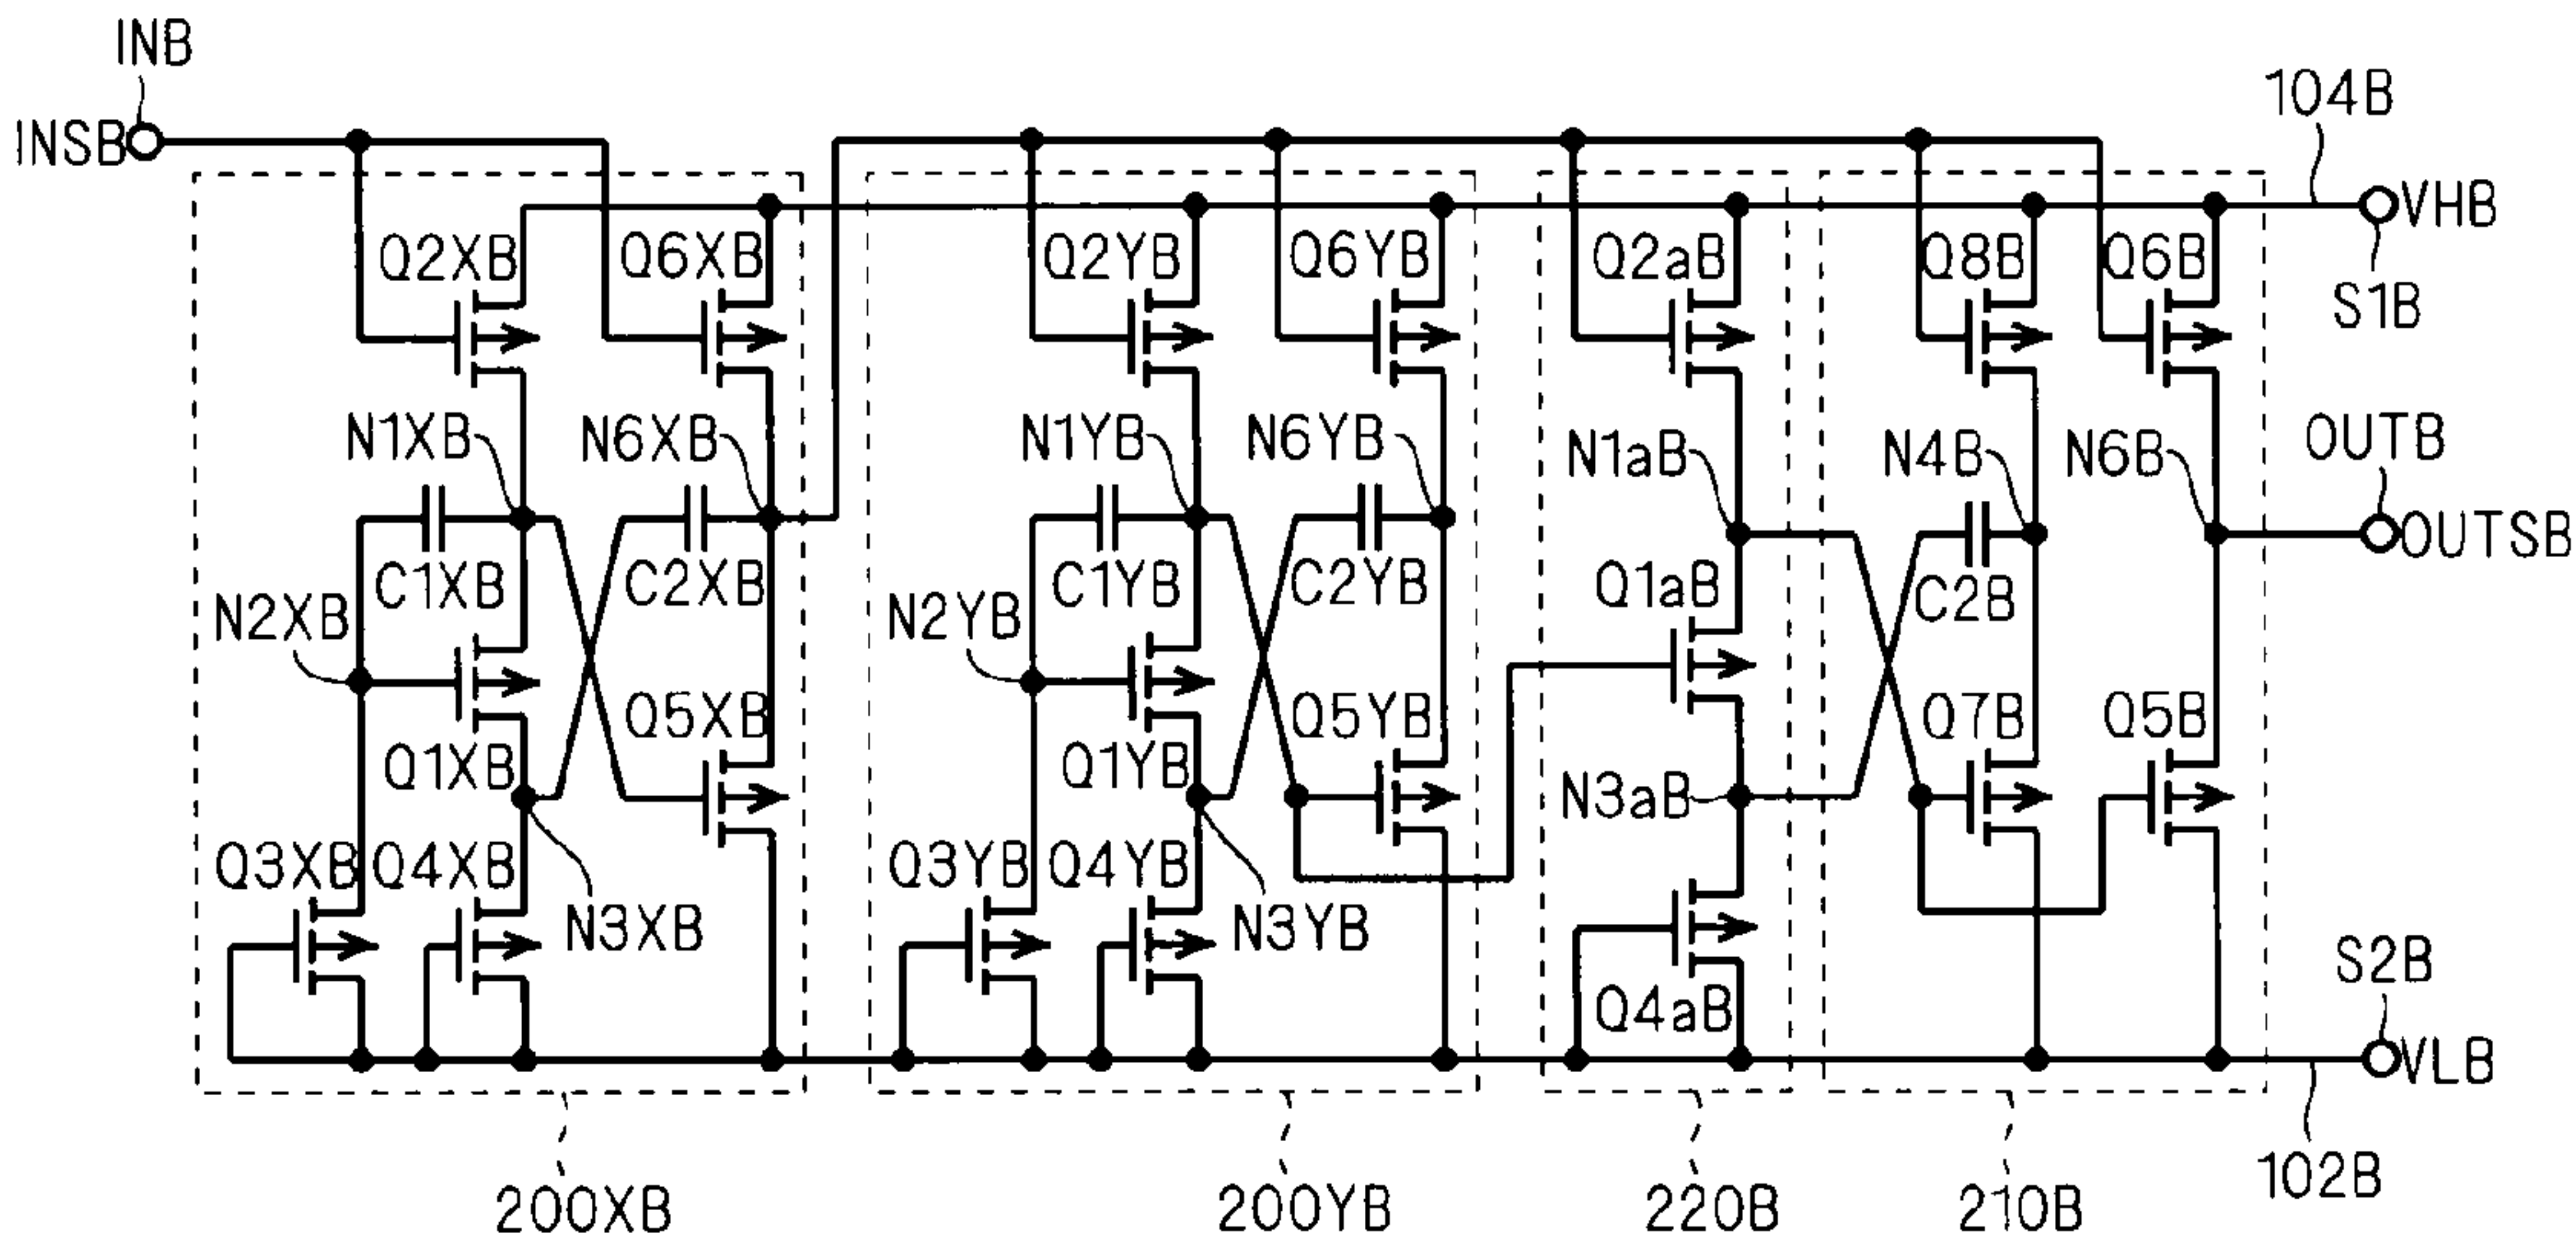 INB
INSB
104B
VHB
S1B
Q2XB
Q6XB
Q2YB
Q6YB
Q2aB
Q8B
Q6B
N1XB
N6XB
N1YB
N6YB
N1aB
N4B
N6B
OUTB
OUTSB
C1XB
C2XB
C1YB
C2YB
Q1aB
C2B
N2XB
N2YB
Q1XB
Q5XB
Q1YB
Q5YB
N3aB
Q7B
Q5B
Q3XB
Q4XB
N3XB
Q3YB
Q4YB
N3YB
Q4aB
S2B
VLB
102B
200XB
200YB
220B
210B